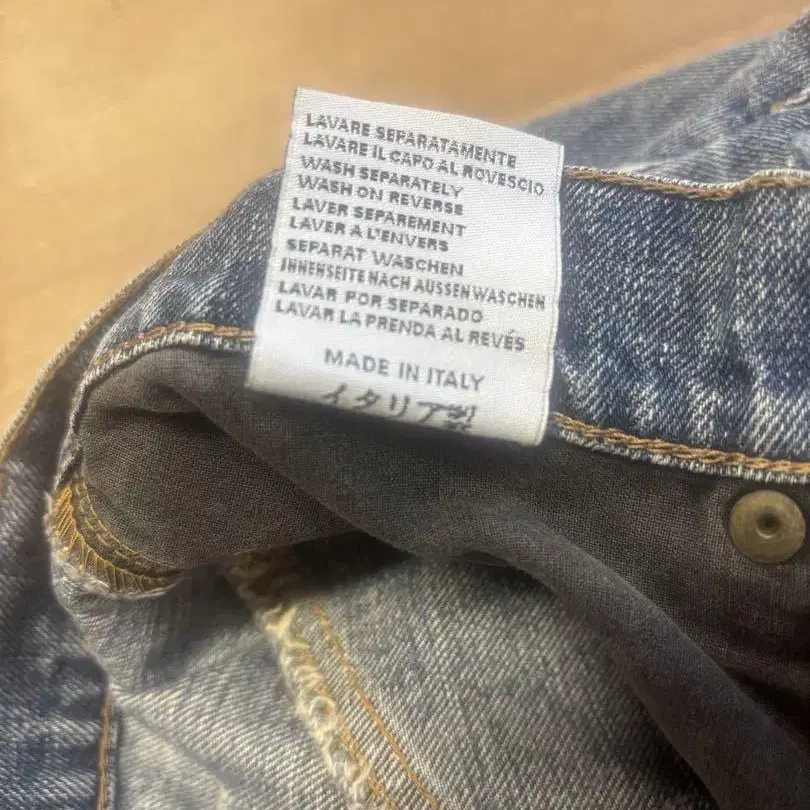 LAVARE SEPARATAMENTE
LAVARE IL CAPO AL ROVESCIO
WASH SEPARATELY
WASH ON REVERSE
LAVER SEPAREMENT
LAVER A L'ENVERS
SEPARAT WASCHEN
INNENSEITE NACH AUSSEN WASCHEN
LAVAR POR SEPARADO
LAVAR LA PRENDA AL REVÉS
MADE IN ITALY
イタリア製